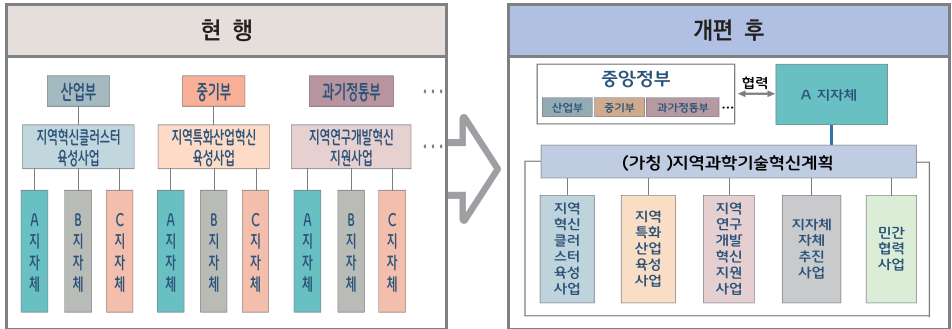 현 행
산업부
중기부
과기정통부
....
지역혁신클러스터
육성사업
지역특화산업혁신
육성사업
지역연구개발혁신
지원사업
....
A
지
자
체
B
지
자
체
C
지
자
체
A
지
자
체
B
지
자
체
C
지
자
체
A
지
자
체
B
지
자
체
C
지
자
체
개편 후
중앙정부
산업부
중기부
과가정통부
...
협력
A 지자체
(가칭 )지역과학기술혁신계획
지역
혁신
클러
스터
육성
사업
지역
특화
산업
육성
사업
지역
연구
개발
혁신
지원
사업
지자체
자체
추진
사업
민간
협력
사업